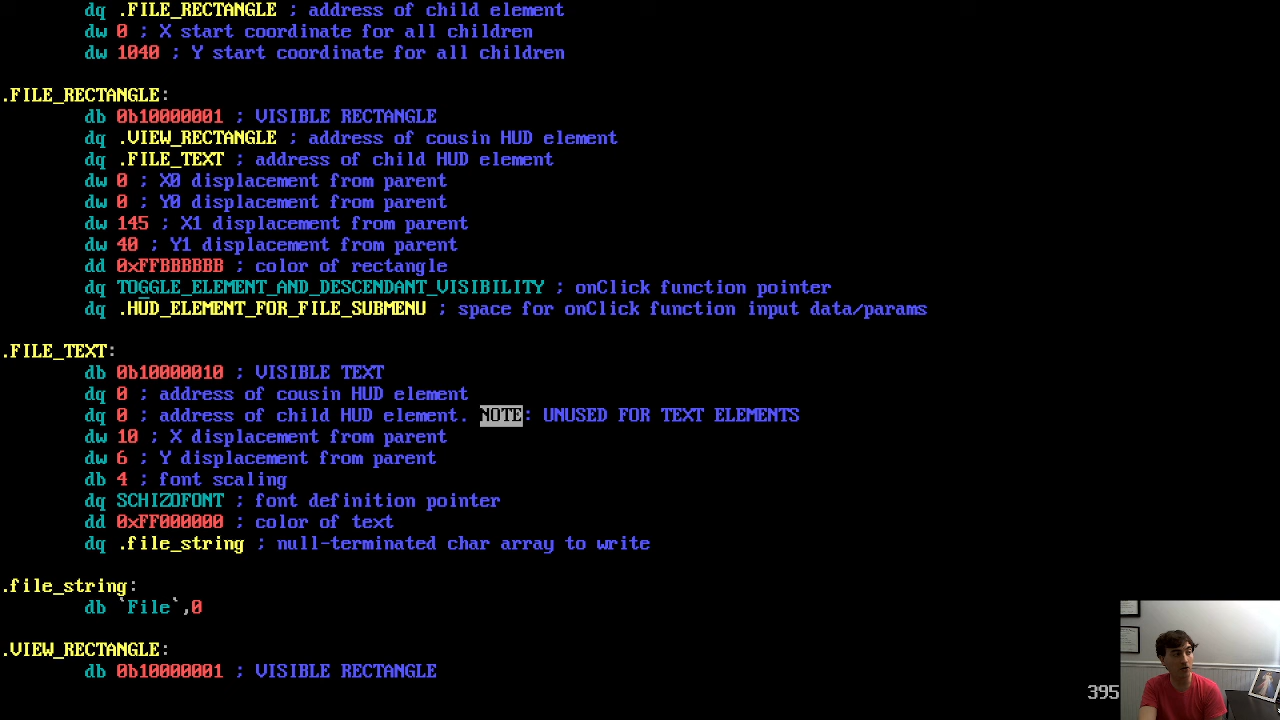 dq .FILE_RECTANGLE ; address of child element
dw 0 ; X start coordinate for all children
dw 1040 ; Y start coordinate for all children
.FILE_RECTANGLE:
db 0b10000001 ; VISIBLE RECTANGLE
dq .VIEW_RECTANGLE ; address of cousin HUD element
dq .FILE_TEXT ; address of child HUD element
dw 0 ; X0 displacement from parent
dw 0 ; Y0 displacement from parent
dw 145 ; X1 displacement from parent
dw 40 ; Y1 displacement from parent
dd 0xFFBBBBBB ; color of rectangle
dq TOGGLE_ELEMENT_AND_DESCENDANT_VISIBILITY ; onClick function pointer
dq .HUD_ELEMENT_FOR_FILE_SUBMENU ; space for onClick function input data/params
.FILE_TEXT:
db 0b10000010 ; VISIBLE TEXT
dq 0 ; address of cousin HUD element
dq 0 ; address of child HUD element. NOTE: UNUSED FOR TEXT ELEMENTS
dw 10 ; X displacement from parent
dw 6 ; Y displacement from parent
db 4 ; font scaling
dq SCHIZOFONT ; font definition pointer
dd 0xFF000000 ; color of text
dq .file_string ; null-terminated char array to write
.file_string:
db `File`,0
.VIEW_RECTANGLE:
db 0b10000001 ; VISIBLE RECTANGLE
395